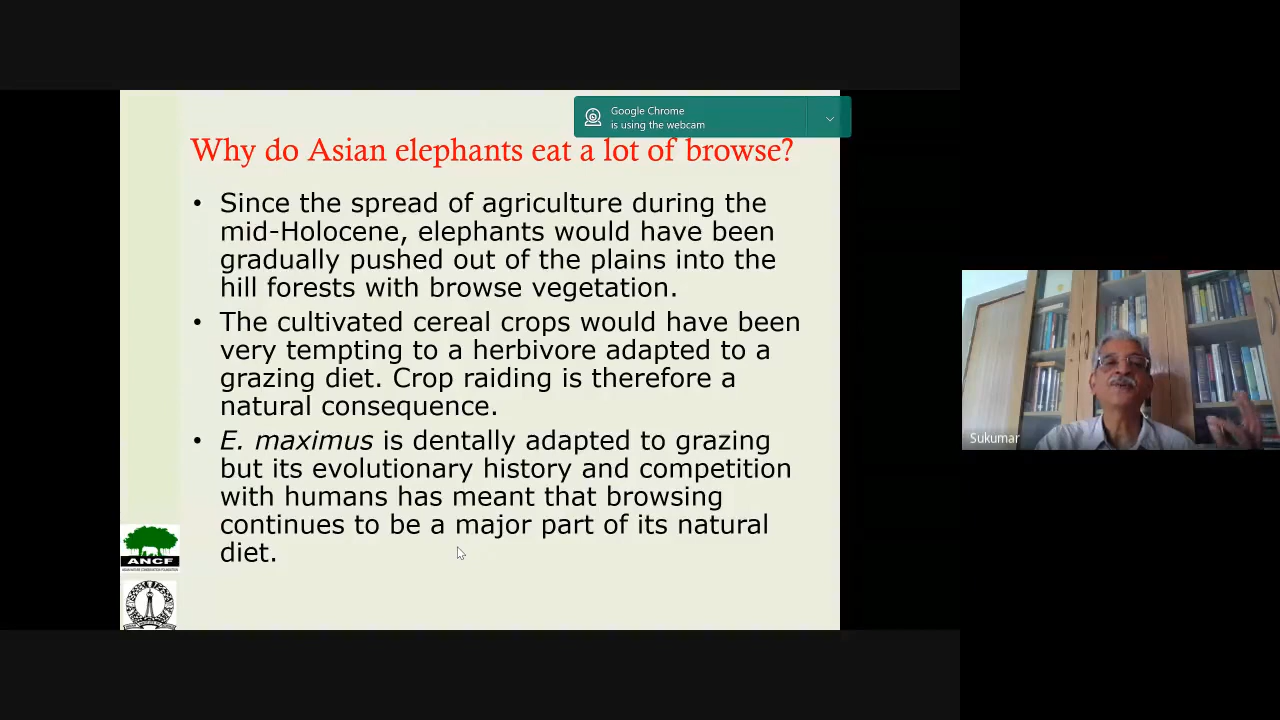 Google Chrome
is using the webcam
Why do Asian elephants eat a lot of browse?
• Since the spread of agriculture during the
mid-Holocene, elephants would have been
gradually pushed out of the plains into the
hill forests with browse vegetation.
• The cultivated cereal crops would have been
very tempting to a herbivore adapted to a
grazing diet. Crop raiding is therefore a
natural consequence.
• E. maximus is dentally adapted to grazing
but its evolutionary history and competition
with humans has meant that browsing
continues to be a major part of its natural
diet.
ANCF
Sukumar